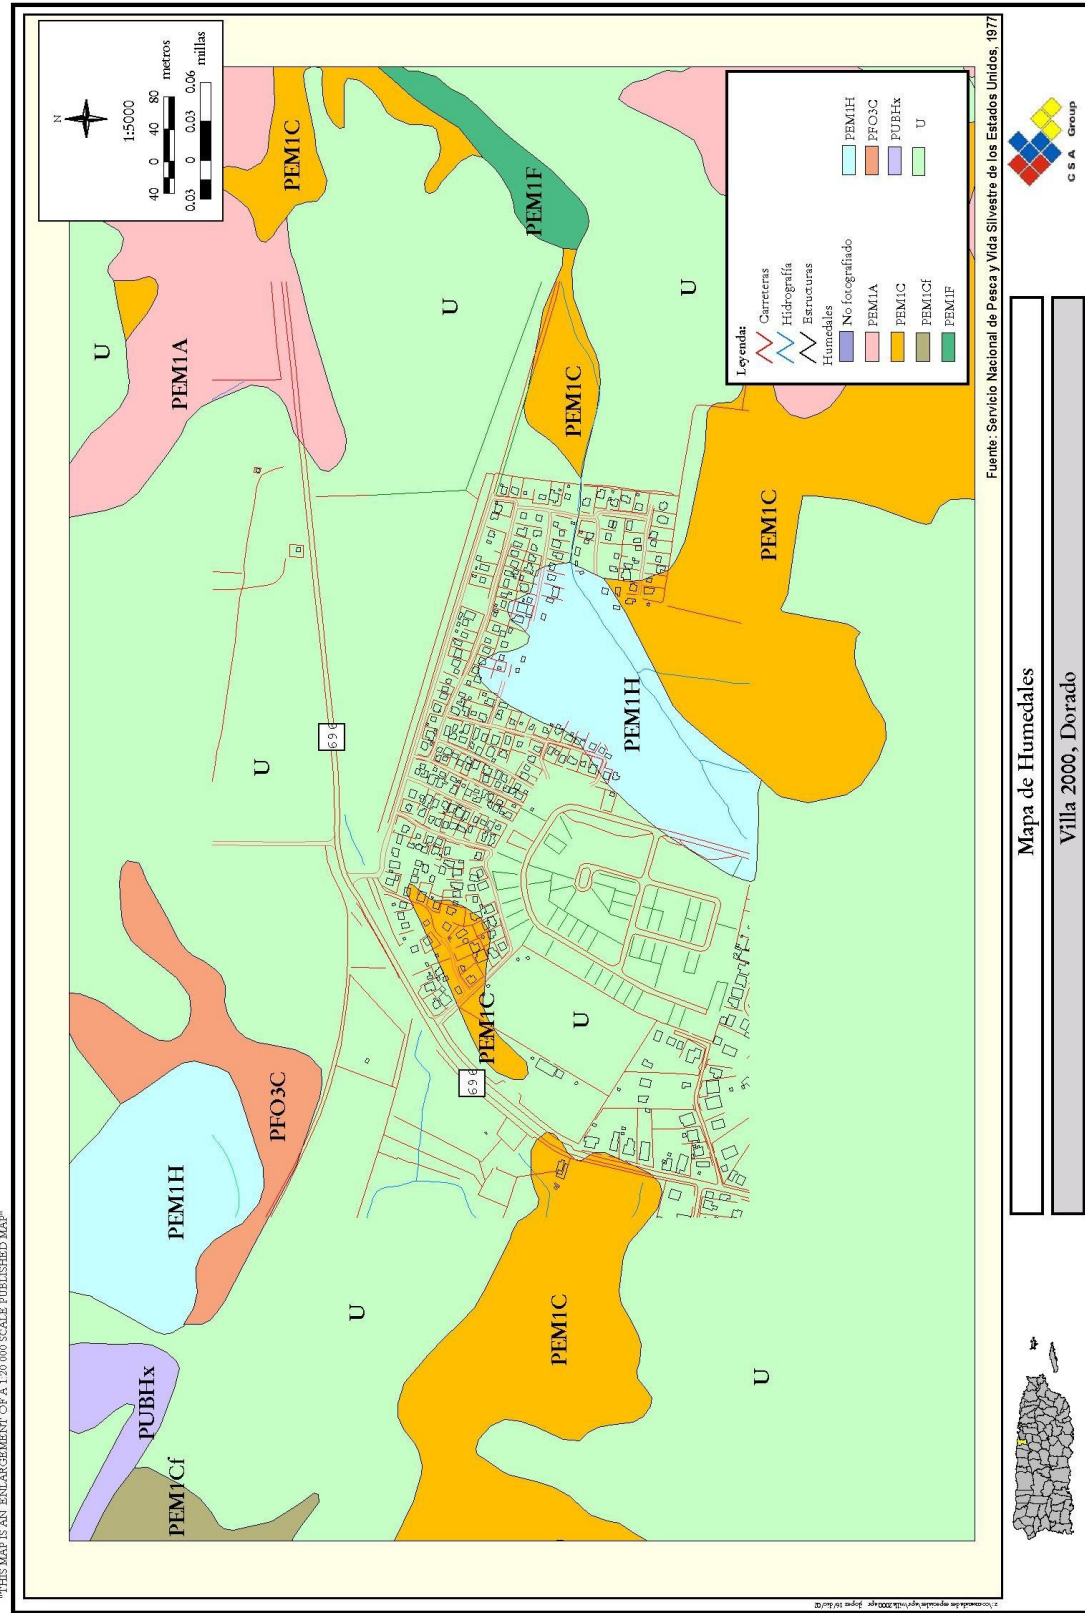 "THIS MAP IS AN ENLARGEMENT OF A 1:20 000 SCALE PUBLISHED MAP"
N
1:5000
40 0 40 80 metros
0.03 0 0.03 0.06 millas
PEM1Cf
PUBHx
PEM1H
PFO3C
U
PEM1A
U
PEM1C
U
696
U
PEM1F
U
PEM1C
696
PEM1C
U
PEM1H
PEM1C
U
PEM1C
U
Leyenda:
Carreteras
Hidrografía
Estructuras
Humedales
No fotografiado
PEM1A
PEM1C
PEM1Cf
PEM1F
PEM1H
PFO3C
PUBHx
U
Fuente: Servicio Nacional de Pesca y Vida Silvestre de los Estados Unidos, 1977
Mapa de Humedales
Villa 2000, Dorado
CSA Group